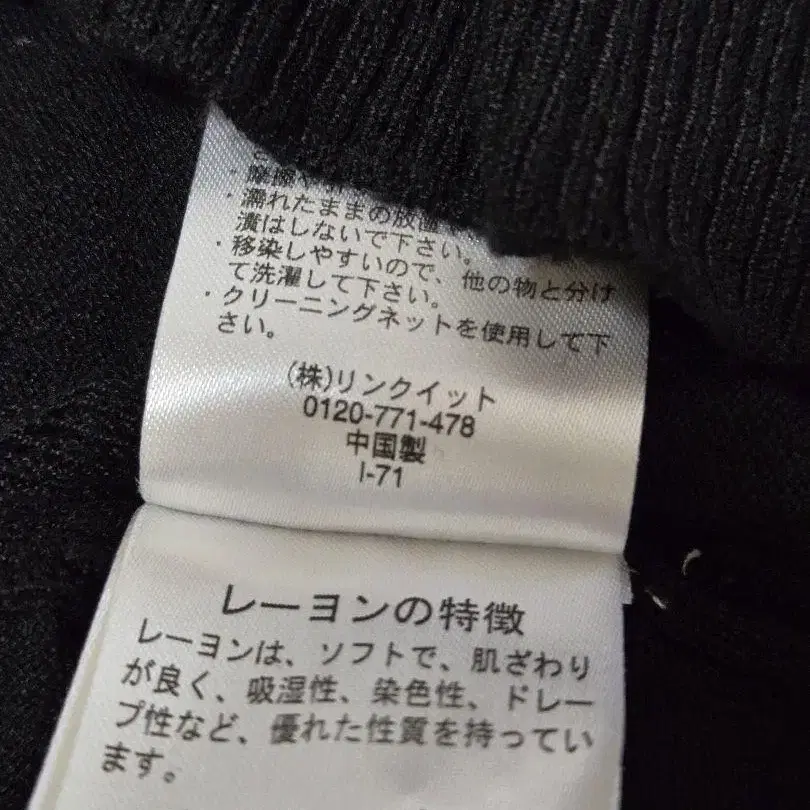 ・摩擦や
・濡れたままの放置
漬はしないで下さい。
・移染しやすいので、他の物と分け
て洗濯して下さい。
・クリーニングネットを使用して下
さい。
(株)リンクイット
0120-771-478
中国製
I-71
レーヨンの特徴
レーヨンは、ソフトで、肌ざわり
が良く、吸湿性、染色性、ドレー
プ性など、優れた性質を持ってい
ます。